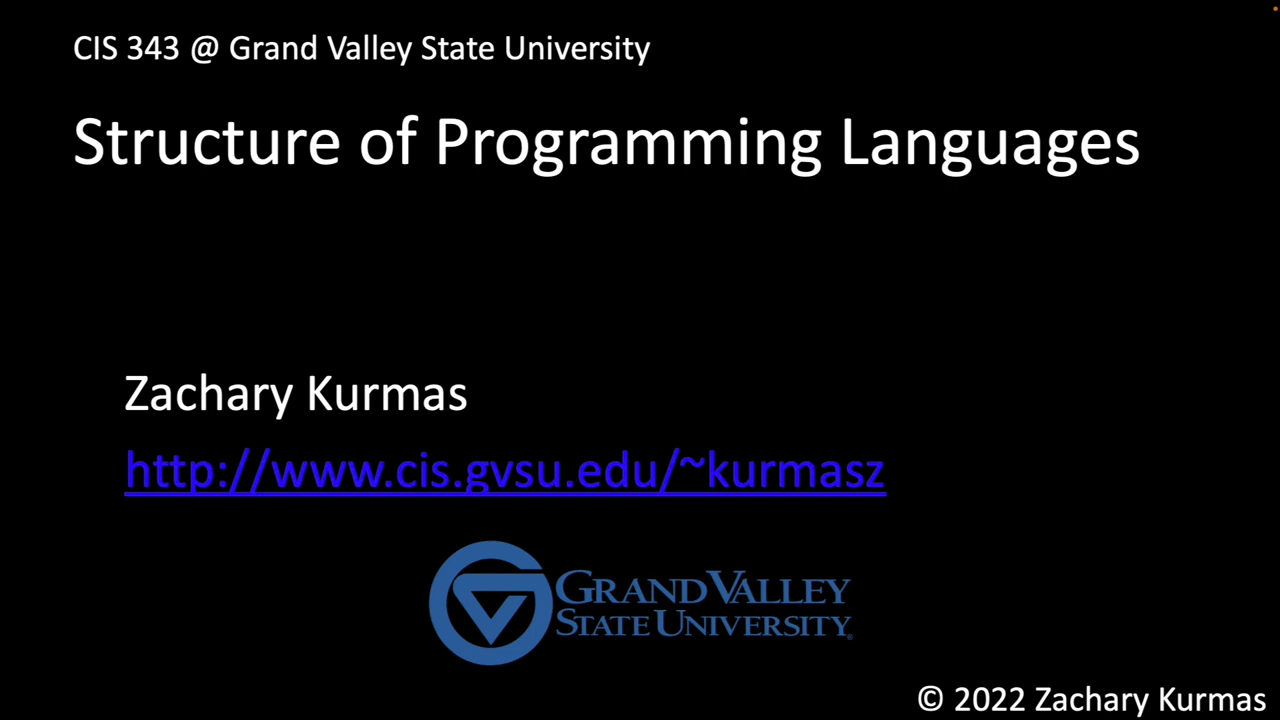 CIS 343 @ Grand Valley State University
Structure of Programming Languages
Zachary Kurmas
http://www.cis.gvsu.edu/~kurmasz
GRAND VALLEY
STATE UNIVERSITY.
© 2022 Zachary Kurmas